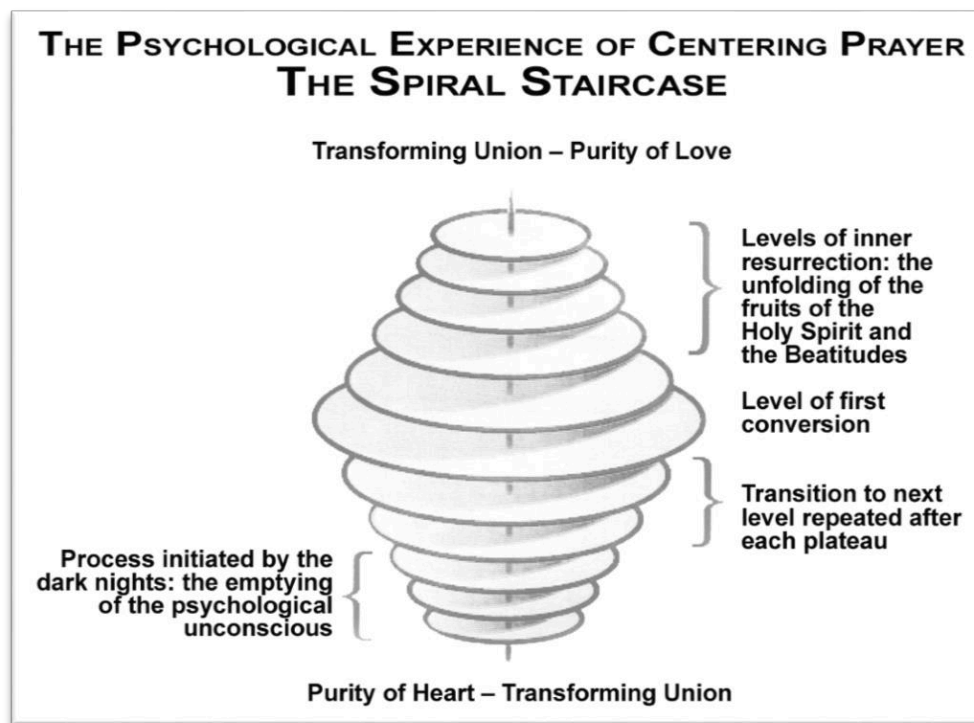 THE PSYCHOLOGICAL EXPERIENCE OF CENTERING PRAYER
THE SPIRAL STAIRCASE
Transforming Union – Purity of Love
Levels of inner
resurrection: the
unfolding of the
fruits of the
Holy Spirit and
the Beatitudes
Level of first
conversion
Transition to next
level repeated after
each plateau
Process initiated by the
dark nights: the emptying
of the psychological
unconscious
Purity of Heart – Transforming Union